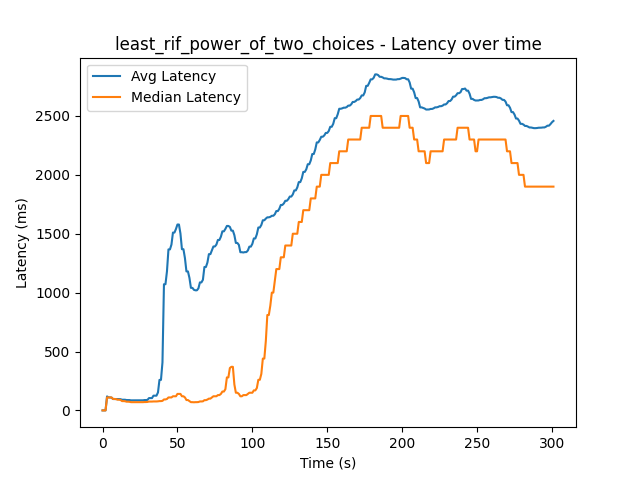 least_rif_power_of_two_choices - Latency over time
Avg Latency
Median Latency
Latency (ms)
2500
2000
1500
1000
500
0
0 50 100 150 200 250 300
Time (s)